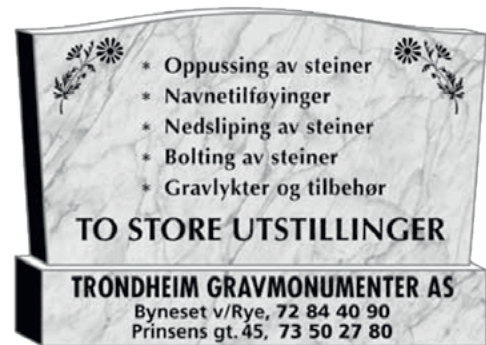 * Oppussing av steiner
* Navnetilføyinger
* Nedsliping av steiner
* Bolting av steiner
* Gravlykter og tilbehør
TO STORE UTSTILLINGER
TRONDHEIM GRAVMONUMENTER AS
Byneset v/Rye, 72 84 40 90
Prinsens gt. 45, 73 50 27 80